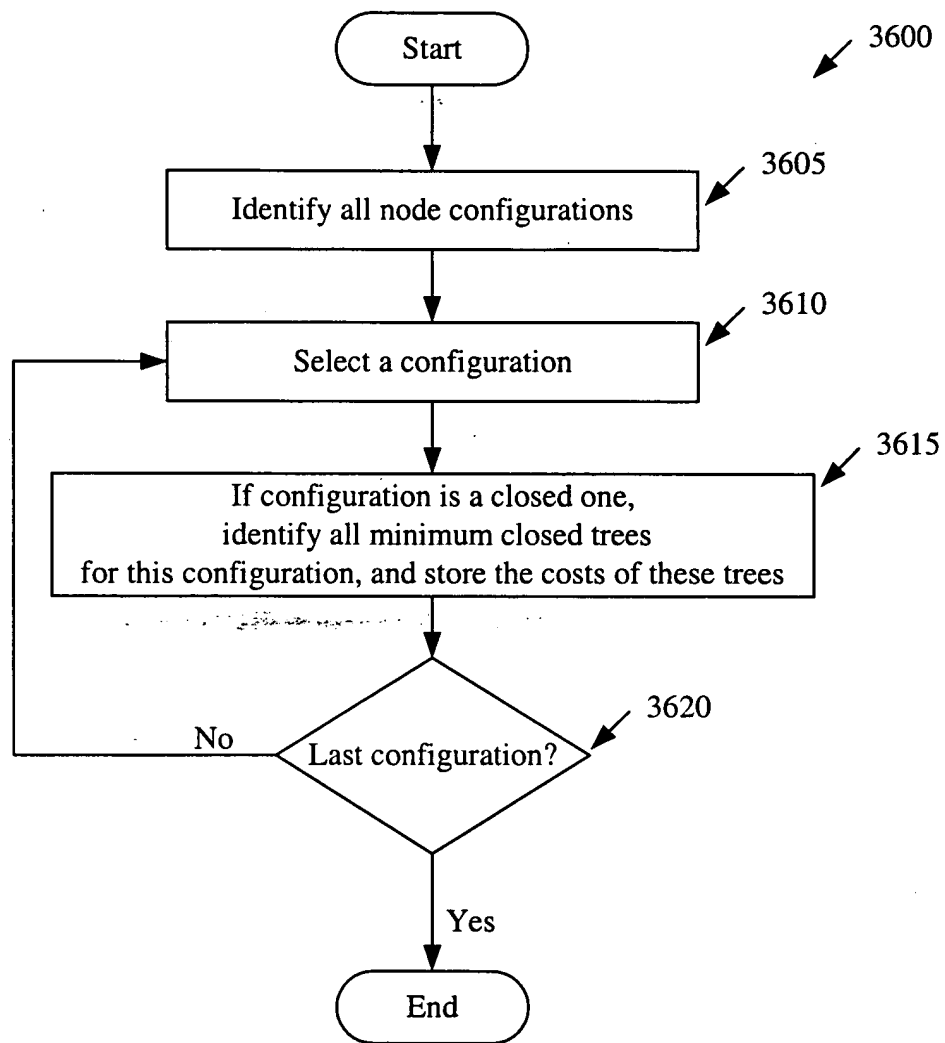 Start
3600
3605
Identify all node configurations
3610
Select a configuration
3615
If configuration is a closed one,
identify all minimum closed trees
for this configuration, and store the costs of these trees
3620
No
Last configuration?
Yes
End